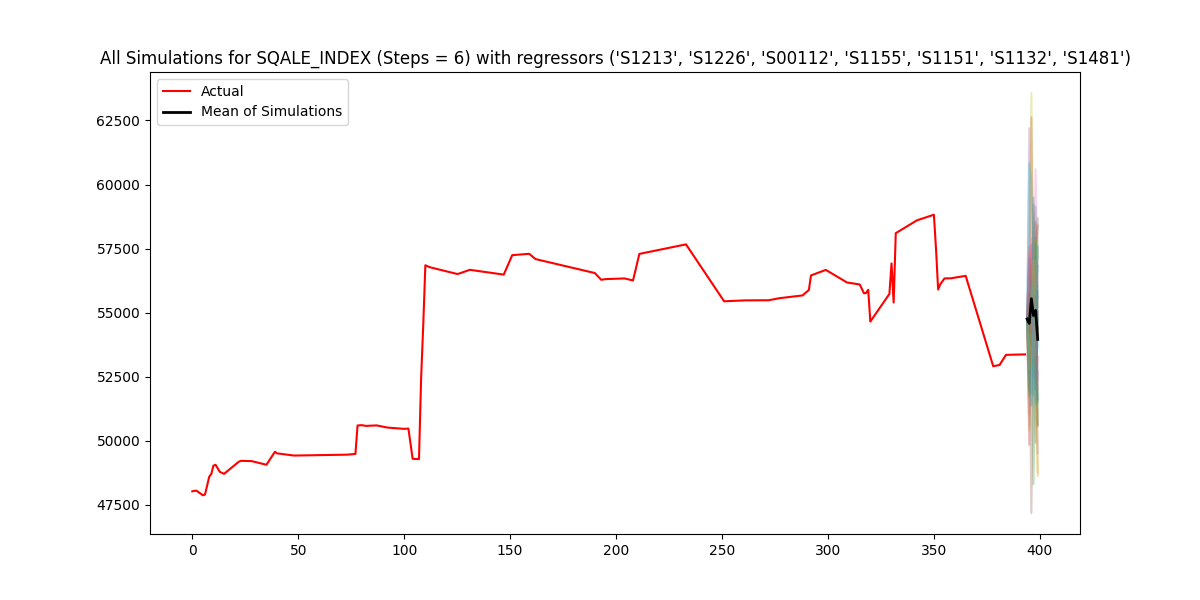 All Simulations for SQALE_INDEX (Steps = 6) with regressors ('S1213', 'S1226', 'S00112', 'S1155', 'S1151', 'S1132', 'S1481')
Actual
Mean of Simulations
62500
60000
57500
55000
52500
50000
47500
0 50 100 150 200 250 300 350 400